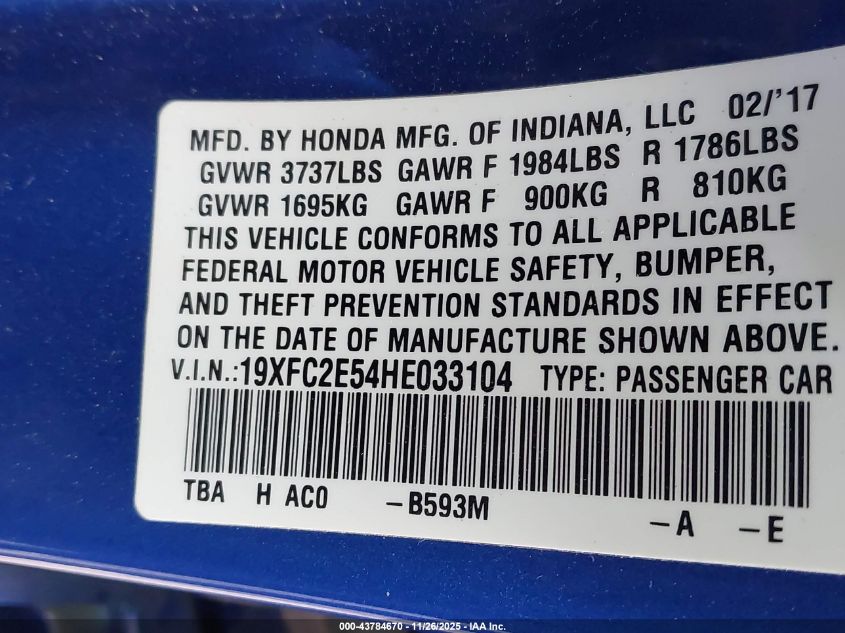 MFD. BY HONDA MFG. OF INDIANA, LLC 02/'17
GVWR 3737LBS GAWR F 1984LBS R 1786LBS
GVWR 1695KG GAWR F 900KG R 810KG
THIS VEHICLE CONFORMS TO ALL APPLICABLE
FEDERAL MOTOR VEHICLE SAFETY, BUMPER,
AND THEFT PREVENTION STANDARDS IN EFFECT
ON THE DATE OF MANUFACTURE SHOWN ABOVE.
V.I.N.:19XFC2E54HE033104 TYPE: PASSENGER CAR
TBA H AC0 -B593M -A -E
000-43784670 - 11/26/2025 - IAA Inc.